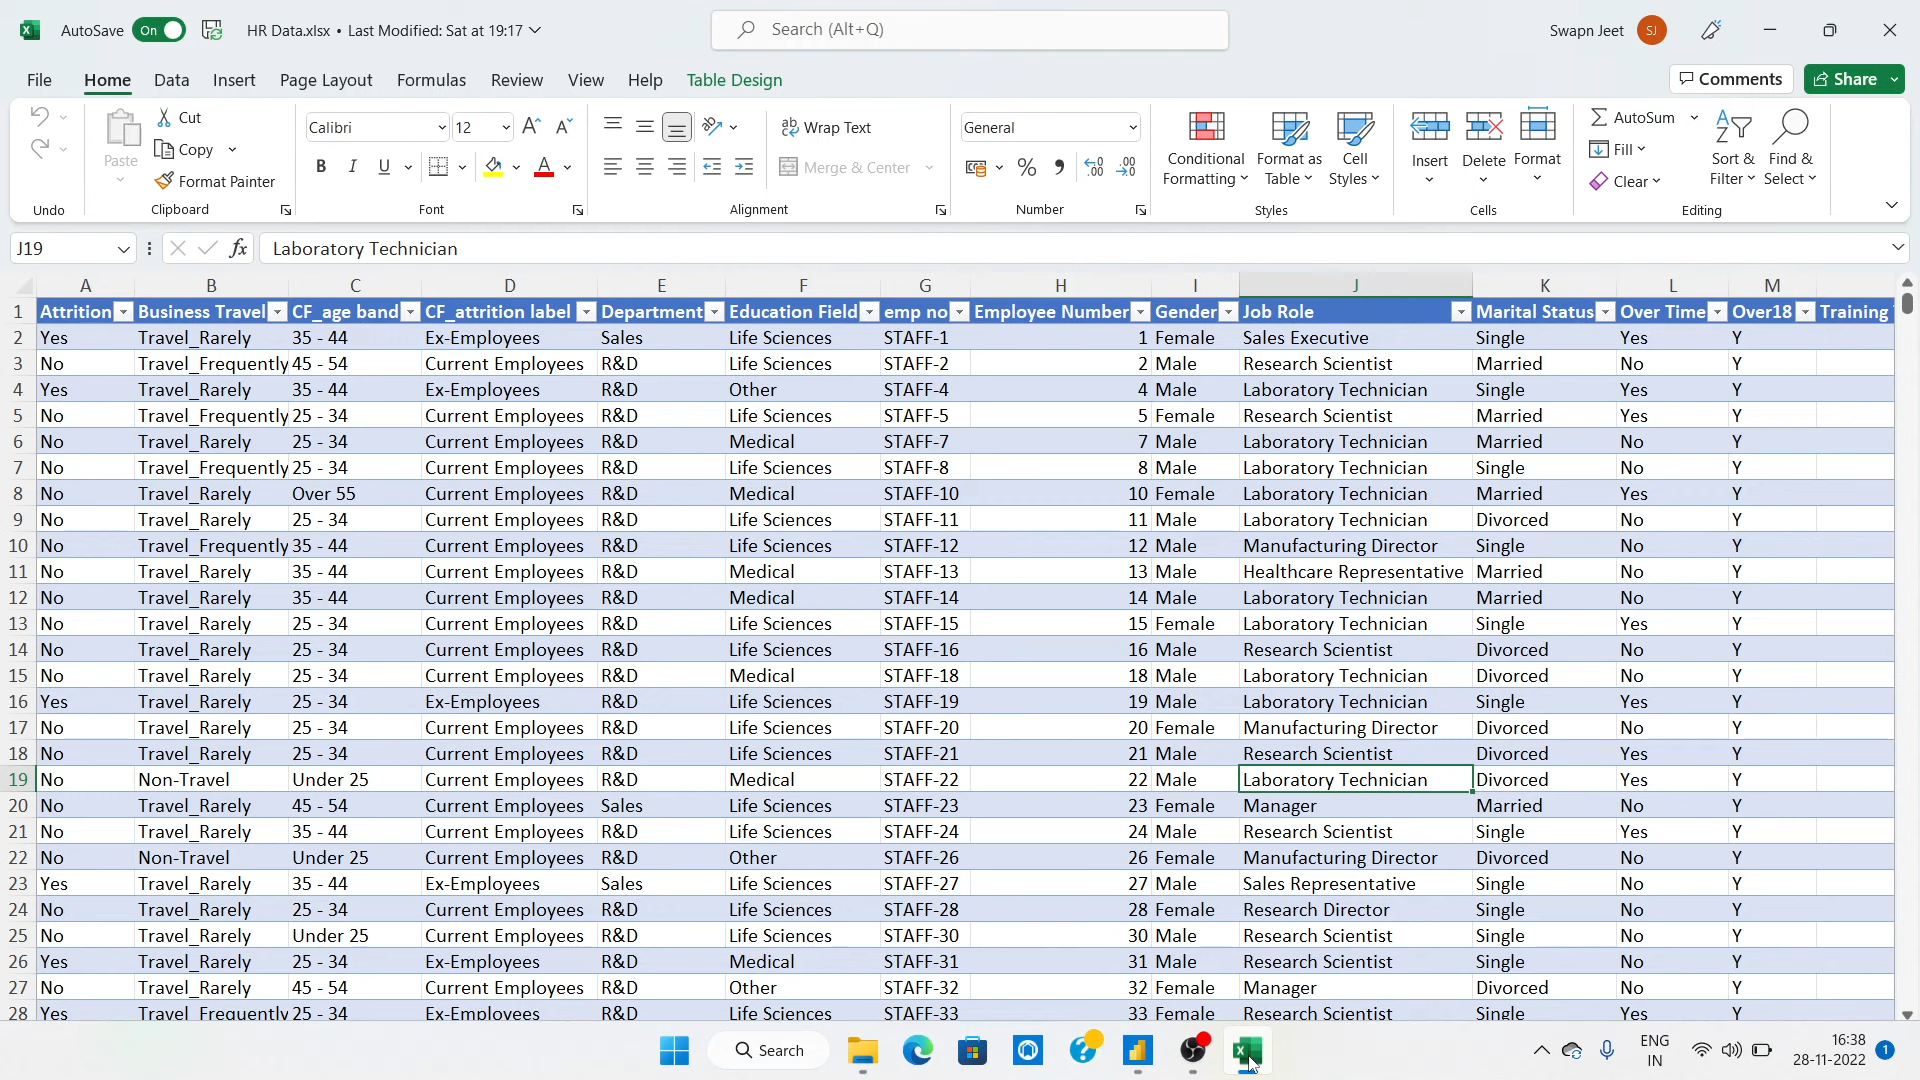 AutoSave On HR Data.xlsx • Last Modified: Sat at 19:17 Search (Alt+Q) Swapn Jeet SJ
File Home Data Insert Page Layout Formulas Review View Help Table Design Comments Share
Paste Cut Calibri 12 Wrap Text General Conditional Formatting Format as Table Cell Styles Insert Delete Format AutoSum Sort & Filter Find & Select
Copy B I U A Merge & Center % Fill
Format Painter Clear
Undo Clipboard Font Alignment Number Styles Cells Editing
J19 fx Laboratory Technician
A B C D E F G H I J K L M
1 Attrition Business Travel CF_age band CF_attrition label Department Education Field emp no Employee Number Gender Job Role Marital Status Over Time Over18 Training
2 Yes Travel_Rarely 35 - 44 Ex-Employees Sales Life Sciences STAFF-1 1 Female Sales Executive Single Yes Y
3 No Travel_Frequently 45 - 54 Current Employees R&D Life Sciences STAFF-2 2 Male Research Scientist Married No Y
4 Yes Travel_Rarely 35 - 44 Ex-Employees R&D Other STAFF-4 4 Male Laboratory Technician Single Yes Y
5 No Travel_Frequently 25 - 34 Current Employees R&D Life Sciences STAFF-5 5 Female Research Scientist Married Yes Y
6 No Travel_Rarely 25 - 34 Current Employees R&D Medical STAFF-7 7 Male Laboratory Technician Married No Y
7 No Travel_Frequently 25 - 34 Current Employees R&D Life Sciences STAFF-8 8 Male Laboratory Technician Single No Y
8 No Travel_Rarely Over 55 Current Employees R&D Medical STAFF-10 10 Female Laboratory Technician Married Yes Y
9 No Travel_Rarely 25 - 34 Current Employees R&D Life Sciences STAFF-11 11 Male Laboratory Technician Divorced No Y
10 No Travel_Frequently 35 - 44 Current Employees R&D Life Sciences STAFF-12 12 Male Manufacturing Director Single No Y
11 No Travel_Rarely 35 - 44 Current Employees R&D Medical STAFF-13 13 Male Healthcare Representative Married No Y
12 No Travel_Rarely 35 - 44 Current Employees R&D Medical STAFF-14 14 Male Laboratory Technician Married No Y
13 No Travel_Rarely 25 - 34 Current Employees R&D Life Sciences STAFF-15 15 Female Laboratory Technician Single Yes Y
14 No Travel_Rarely 25 - 34 Current Employees R&D Life Sciences STAFF-16 16 Male Research Scientist Divorced No Y
15 No Travel_Rarely 25 - 34 Current Employees R&D Medical STAFF-18 18 Male Laboratory Technician Divorced No Y
16 Yes Travel_Rarely 25 - 34 Ex-Employees R&D Life Sciences STAFF-19 19 Male Laboratory Technician Single Yes Y
17 No Travel_Rarely 25 - 34 Current Employees R&D Life Sciences STAFF-20 20 Female Manufacturing Director Divorced No Y
18 No Travel_Rarely 25 - 34 Current Employees R&D Life Sciences STAFF-21 21 Male Research Scientist Divorced Yes Y
19 No Non-Travel Under 25 Current Employees R&D Medical STAFF-22 22 Male Laboratory Technician Divorced Yes Y
20 No Travel_Rarely 45 - 54 Current Employees Sales Life Sciences STAFF-23 23 Female Manager Married No Y
21 No Travel_Rarely 35 - 44 Current Employees R&D Life Sciences STAFF-24 24 Male Research Scientist Single Yes Y
22 No Non-Travel Under 25 Current Employees R&D Other STAFF-26 26 Female Manufacturing Director Divorced No Y
23 Yes Travel_Rarely 35 - 44 Ex-Employees Sales Life Sciences STAFF-27 27 Male Sales Representative Single No Y
24 No Travel_Rarely 25 - 34 Current Employees R&D Life Sciences STAFF-28 28 Female Research Director Single No Y
25 No Travel_Rarely Under 25 Current Employees R&D Life Sciences STAFF-30 30 Male Research Scientist Single No Y
26 Yes Travel_Rarely 25 - 34 Ex-Employees R&D Medical STAFF-31 31 Male Research Scientist Single No Y
27 No Travel_Rarely 45 - 54 Current Employees R&D Other STAFF-32 32 Female Manager Divorced No Y
28 Yes Travel_Frequently 25 - 34 Ex-Employees R&D Life Sciences STAFF-33 33 Female Research Scientist Single Yes Y
Search ENG 16:38
IN 28-11-2022 1